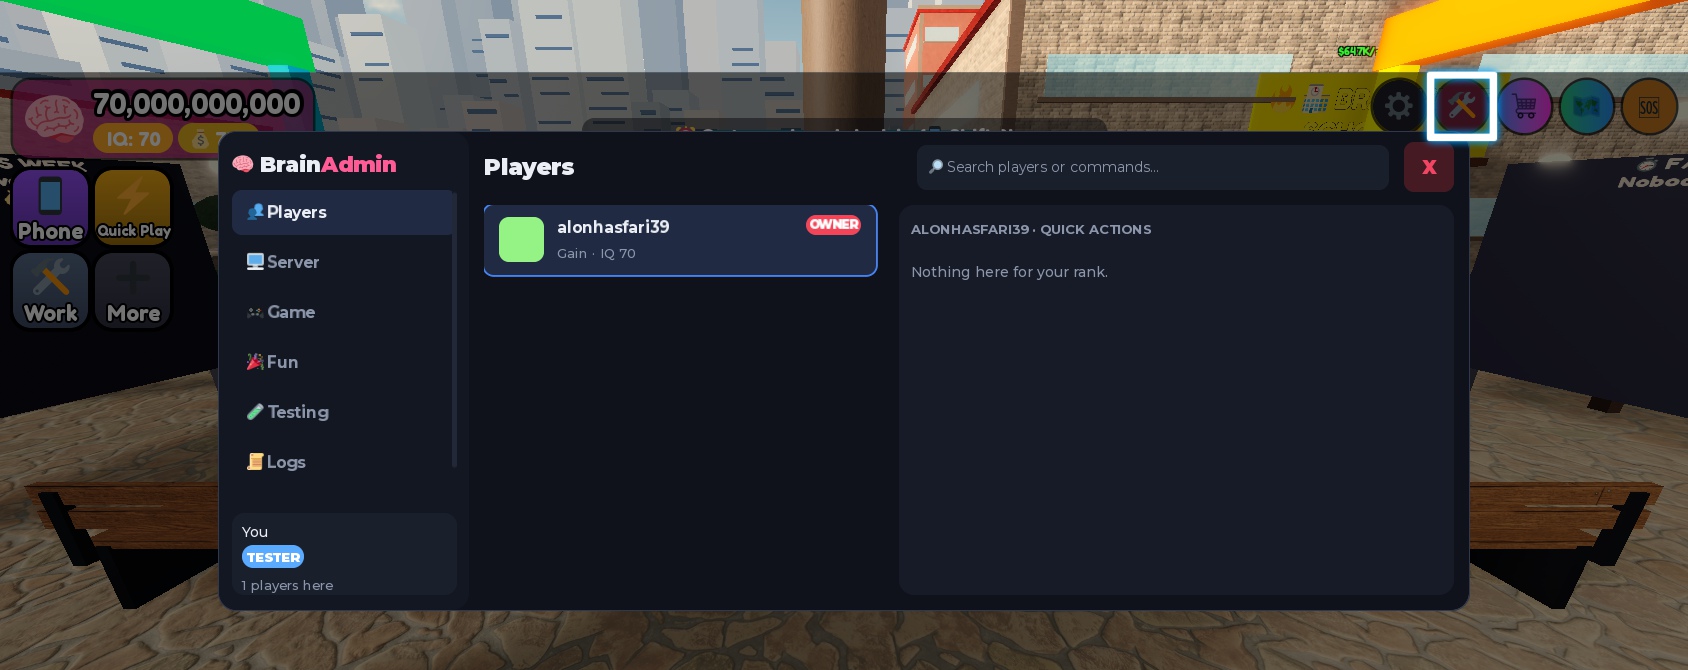 $647K/
70,000,000,000
IQ: 70
SOS
BrainAdmin
Players
Search players or commands...
X
Players
Server
Game
Fun
Testing
Logs
alonhasfari39
OWNER
Gain · IQ 70
ALONHASFARI39 · QUICK ACTIONS
Nothing here for your rank.
You
TESTER
1 players here
WEEK
Phone
Quick Play
Work
More